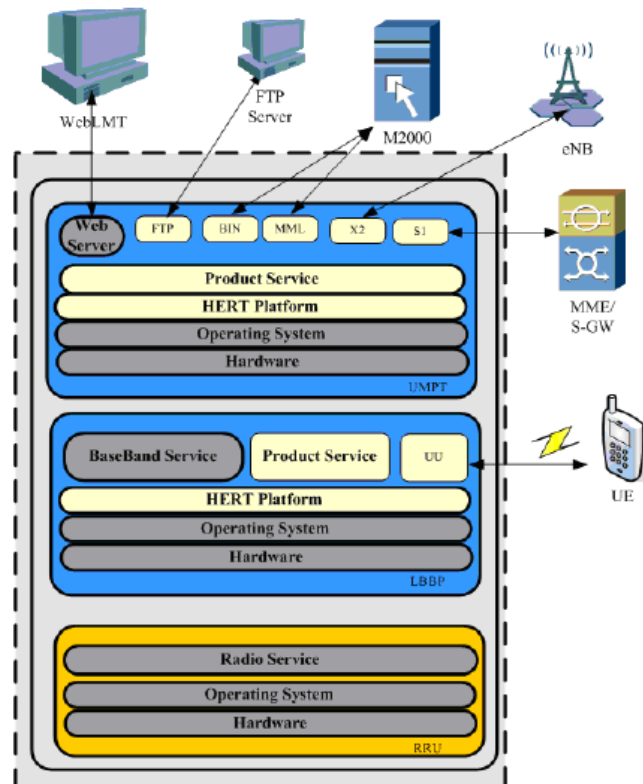 WebLMT
FTP
Server
M2000
eNB
Web
Server
FTP
BIN
MML
X2
S1
MME/
S-GW
Product Service
HERT Platform
Operating System
Hardware
UMPT
BaseBand Service
Product Service
UU
UE
HERT Platform
Operating System
Hardware
LBBP
Radio Service
Operating System
Hardware
RRU